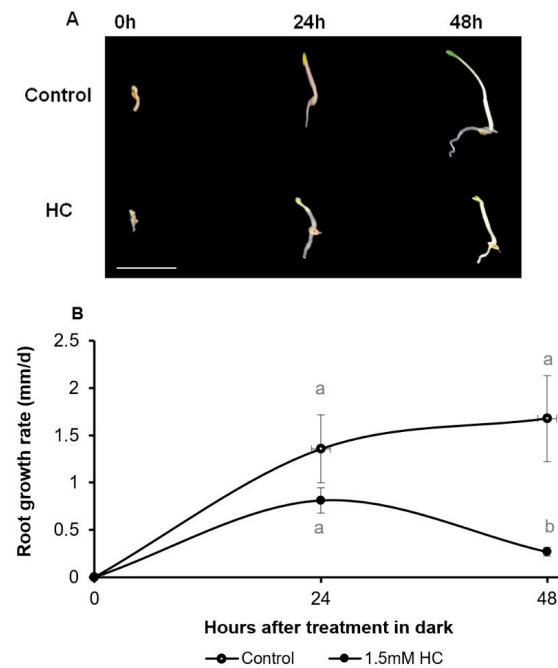 A
0h 24h 48h
Control
HC
B
Root growth rate (mm/d)
2.5
2
1.5
1
0.5
0
a
a
a
b
0 24 48
Hours after treatment in dark
Control 1.5mM HC